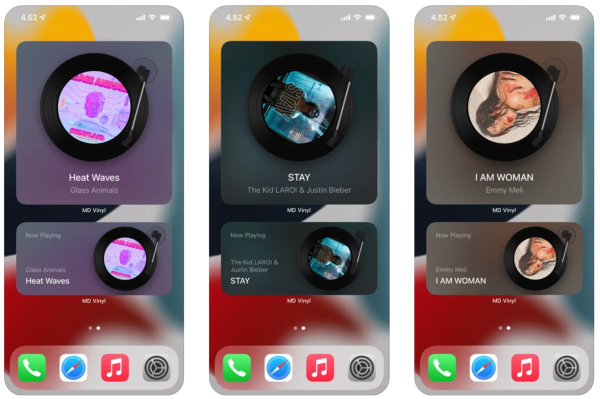 4.52
Heat Waves
Glass Animals
MD Vinyl
Now Playing
Glass Animals
Heat Waves
MD Vinyl
4.52
STAY
The Kid LAROI & Justin Bieber
MD Vinyl
Now Playing
The Kid LAROI &
Justin Bieber
STAY
MD Vinyl
4.52
I AM WOMAN
Emmy Meli
MD Vinyl
Now Playing
Emmy Meli
I AM WOMAN
MD Vinyl